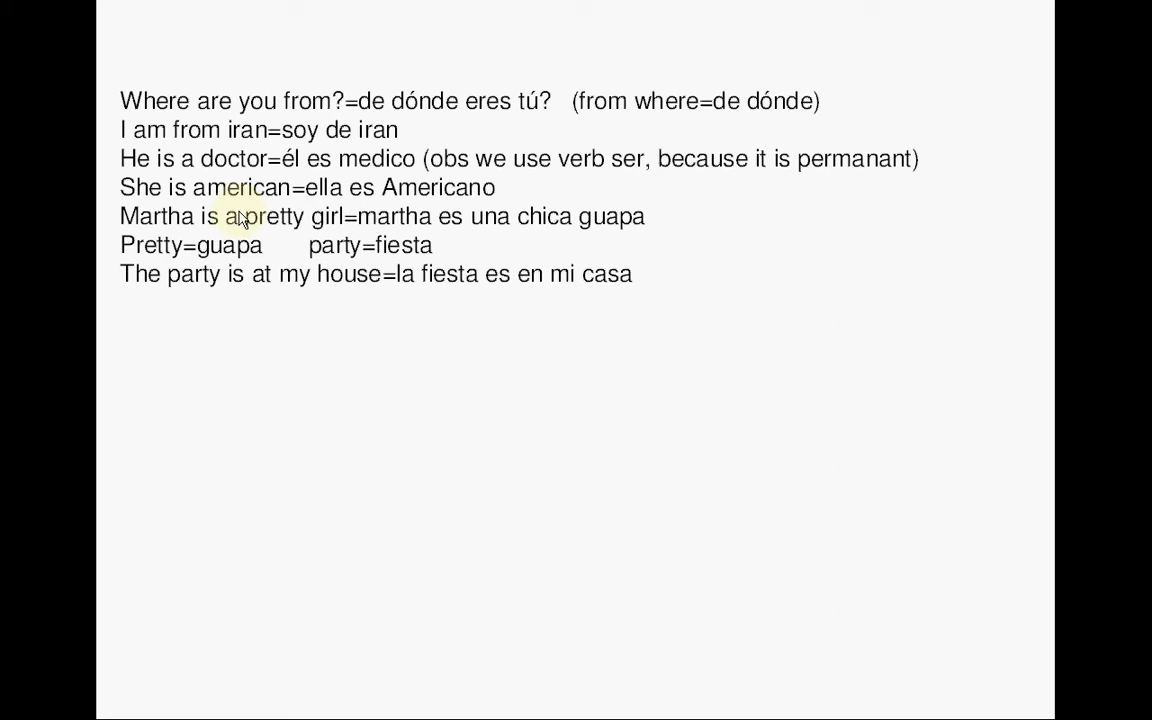 Where are you from?=de dónde eres tú?   (from where=de dónde)
I am from iran=soy de iran
He is a doctor=él es medico (obs we use verb ser, because it is permanant)
She is american=ella es Americano
Martha is a pretty girl=martha es una chica guapa
Pretty=guapa       party=fiesta
The party is at my house=la fiesta es en mi casa